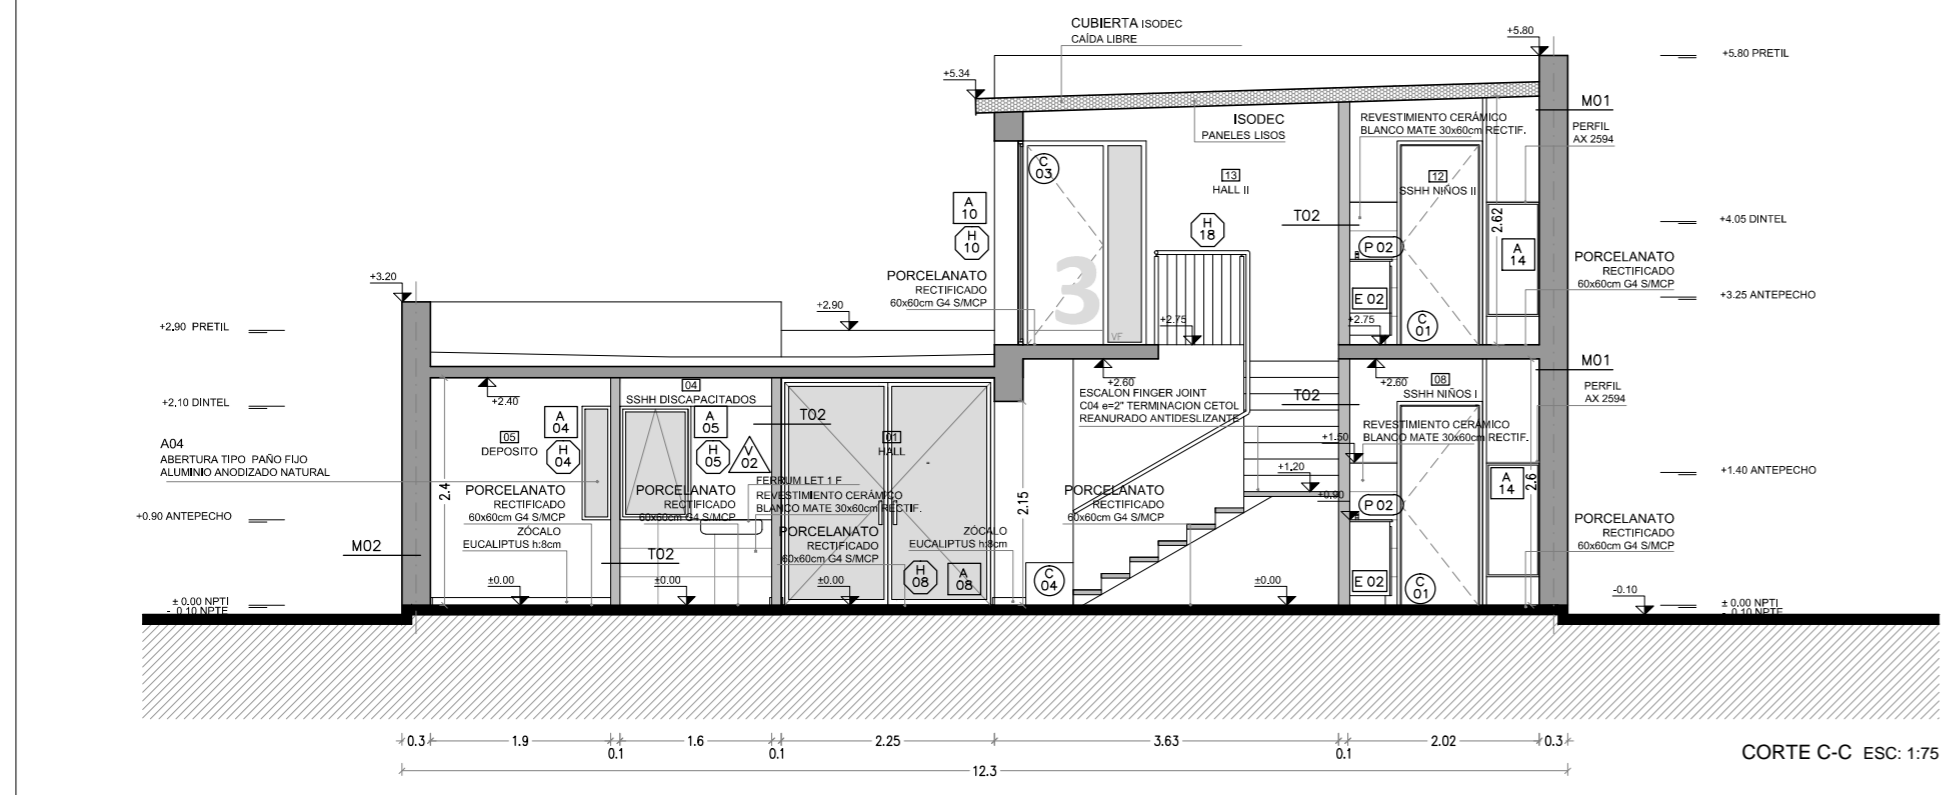 CUBIERTA ISODEC
CAÍDA LIBRE
+5.80
+5.80 PRETIL
+5.34
M01
ISODEC
PANELES LISOS
REVESTIMIENTO CERÁMICO
BLANCO MATE 30x60cm RECTIF.
PERFIL
AX 2594
C
03
13
HALL II
12
SSHH NIÑOS II
A
10
H
10
H
18
T02
2.62
+4.05 DINTEL
P 02
A
14
PORCELANATO
RECTIFICADO
60x60cm G4 S/MCP
3
PORCELANATO
RECTIFICADO
60x60cm G4 S/MCP
+3.20
E 02
+3.25 ANTEPECHO
+2.90 PRETIL
+2.90
+2.75
VF
+2.75
C
01
M01
+2.40
04
SSHH DISCAPACITADOS
+2.60
ESCALON FINGER JOINT
C04 e=2" TERMINACION CETOL
REANURADO ANTIDESLIZANTE
T02
+2.60
08
SSHH NIÑOS I
PERFIL
AX 2594
+2,10 DINTEL
A
04
A
05
T02
A04
ABERTURA TIPO PAÑO FIJO
ALUMINIO ANODIZADO NATURAL
05
DEPOSITO
H
04
H
05
V
02
01
HALL
+1.50
REVESTIMIENTO CERÁMICO
BLANCO MATE 30x60cm RECTIF.
2.4
+1.20
A
14
2.6
+1.40 ANTEPECHO
PORCELANATO
RECTIFICADO
60x60cm G4 S/MCP
PORCELANATO
RECTIFICADO
60x60cm G4 S/MCP
FERRUM LET 1 F
REVESTIMIENTO CERÁMICO
BLANCO MATE 30x60cm RECTIF.
2.15
PORCELANATO
RECTIFICADO
60x60cm G4 S/MCP
+0.90
P 02
+0.90 ANTEPECHO
ZÓCALO
EUCALIPTUS h:8cm
PORCELANATO
RECTIFICADO
60x60cm G4 S/MCP
ZÓCALO
EUCALIPTUS h:8cm
PORCELANATO
RECTIFICADO
60x60cm G4 S/MCP
M02
T02
±0.00
±0.00
±0.00
H
08
A
08
C
04
±0.00
E 02
C
01
-0.10
± 0.00 NPTI
- 0.10 NPTE
± 0,00 NPTI
- 0.10 NPTE
0.3
1.9
0.1
1.6
0.1
2.25
3.63
0.1
2.02
0.3
12.3
CORTE C-C ESC: 1:75